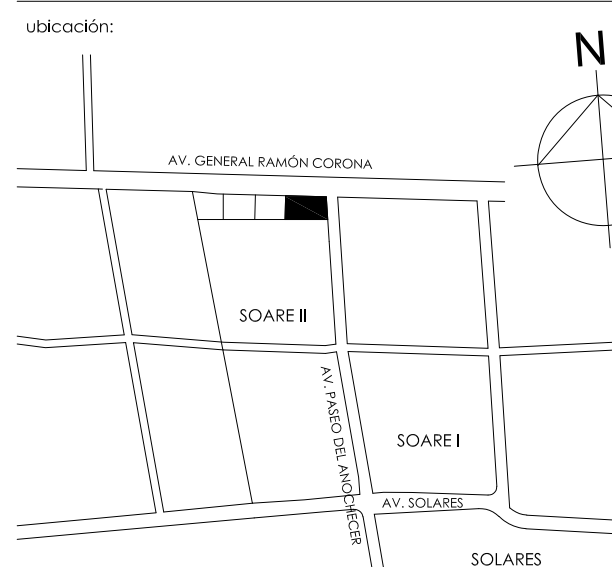 ubicación:
N
AV. GENERAL RAMÓN CORONA
SOARE II
AV. PASEO DEL ANOCHECER
SOARE I
AV. SOLARES
SOLARES